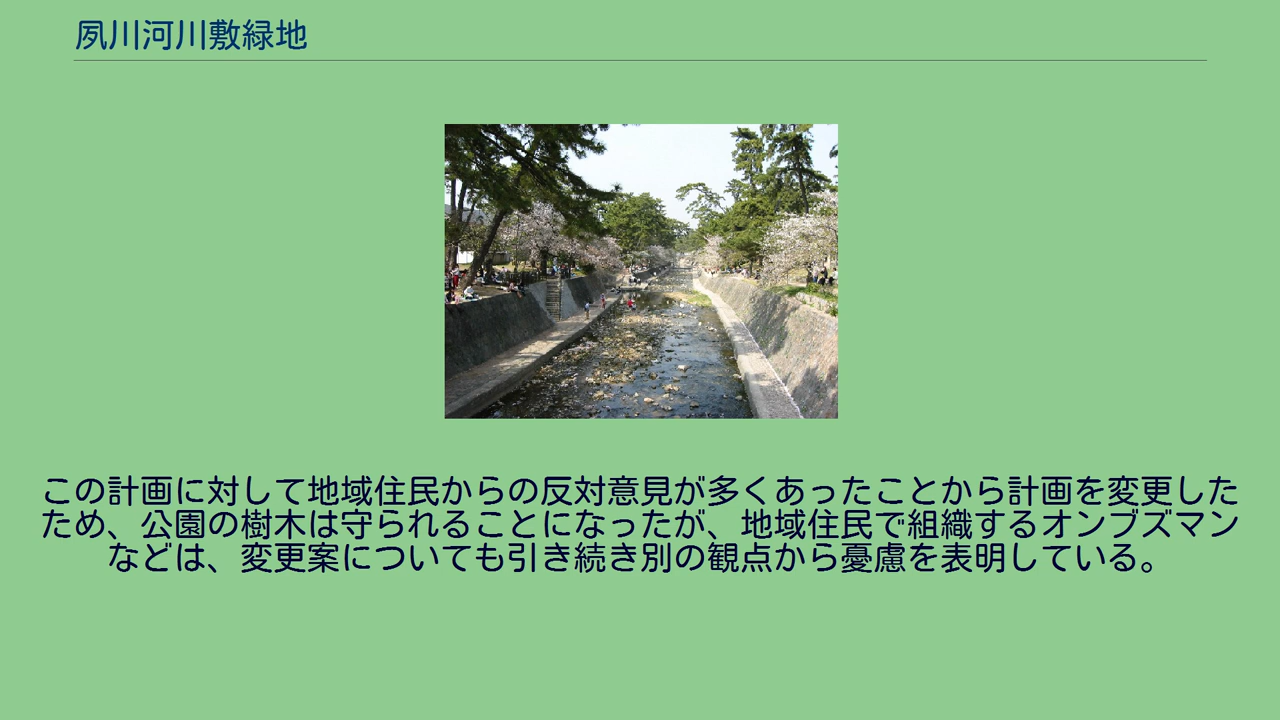 夙川河川敷緑地
この計画に対して地域住民からの反対意見が多くあったことから計画を変更した
ため、公園の樹木は守られることになったが、地域住民で組織するオンブズマン
などは、変更案についても引き続き別の観点から憂慮を表明している。